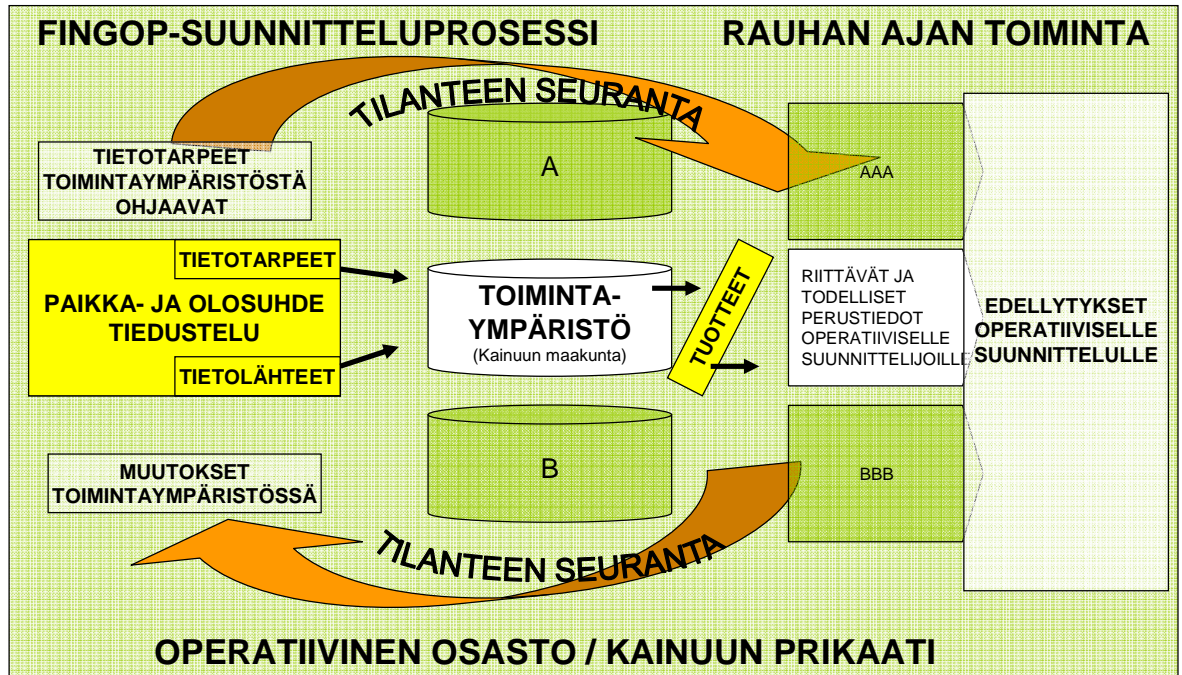 FINGOP-SUUNNITTELUPROSESSI
RAUHAN AJAN TOIMINTA
TILANTEEN SEURANTA
TIETOTARPEET
TOIMINTAYMPÄRISTÖSTÄ
OHJAAVAT
A
AAA
TIETOTARPEET
PAIKKA- JA OLOSUHDE
TIEDUSTELU
TIETOLÄHTEET
TOIMINTA-
YMPÄRISTÖ
(Kainuun maakunta)
TUOTTEET
RIITTÄVÄT JA
TODELLISET
PERUSTIEDOT
OPERATIIVISELLE
SUUNNITTELIJOILLE
EDELLYTYKSET
OPERATIIVISELLE
SUUNNITTELULLE
MUUTOKSET
TOIMINTAYMPÄRISTÖSSÄ
B
BBB
TILANTEEN SEURANTA
OPERATIIVINEN OSASTO / KAINUUN PRIKAATI